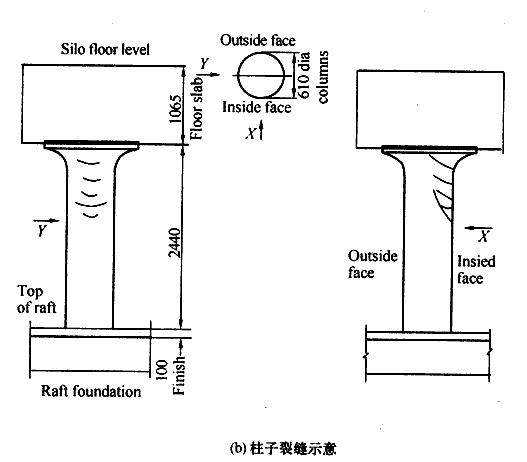 Silo floor level
1065
Floor slab
Y
Outside face
Inside face
X
610 dia
columns
Y
2440
Top
of raft
100
Finish
Raft foundation
Outside
face
Insied
face
X
(b) 柱子裂缝示意